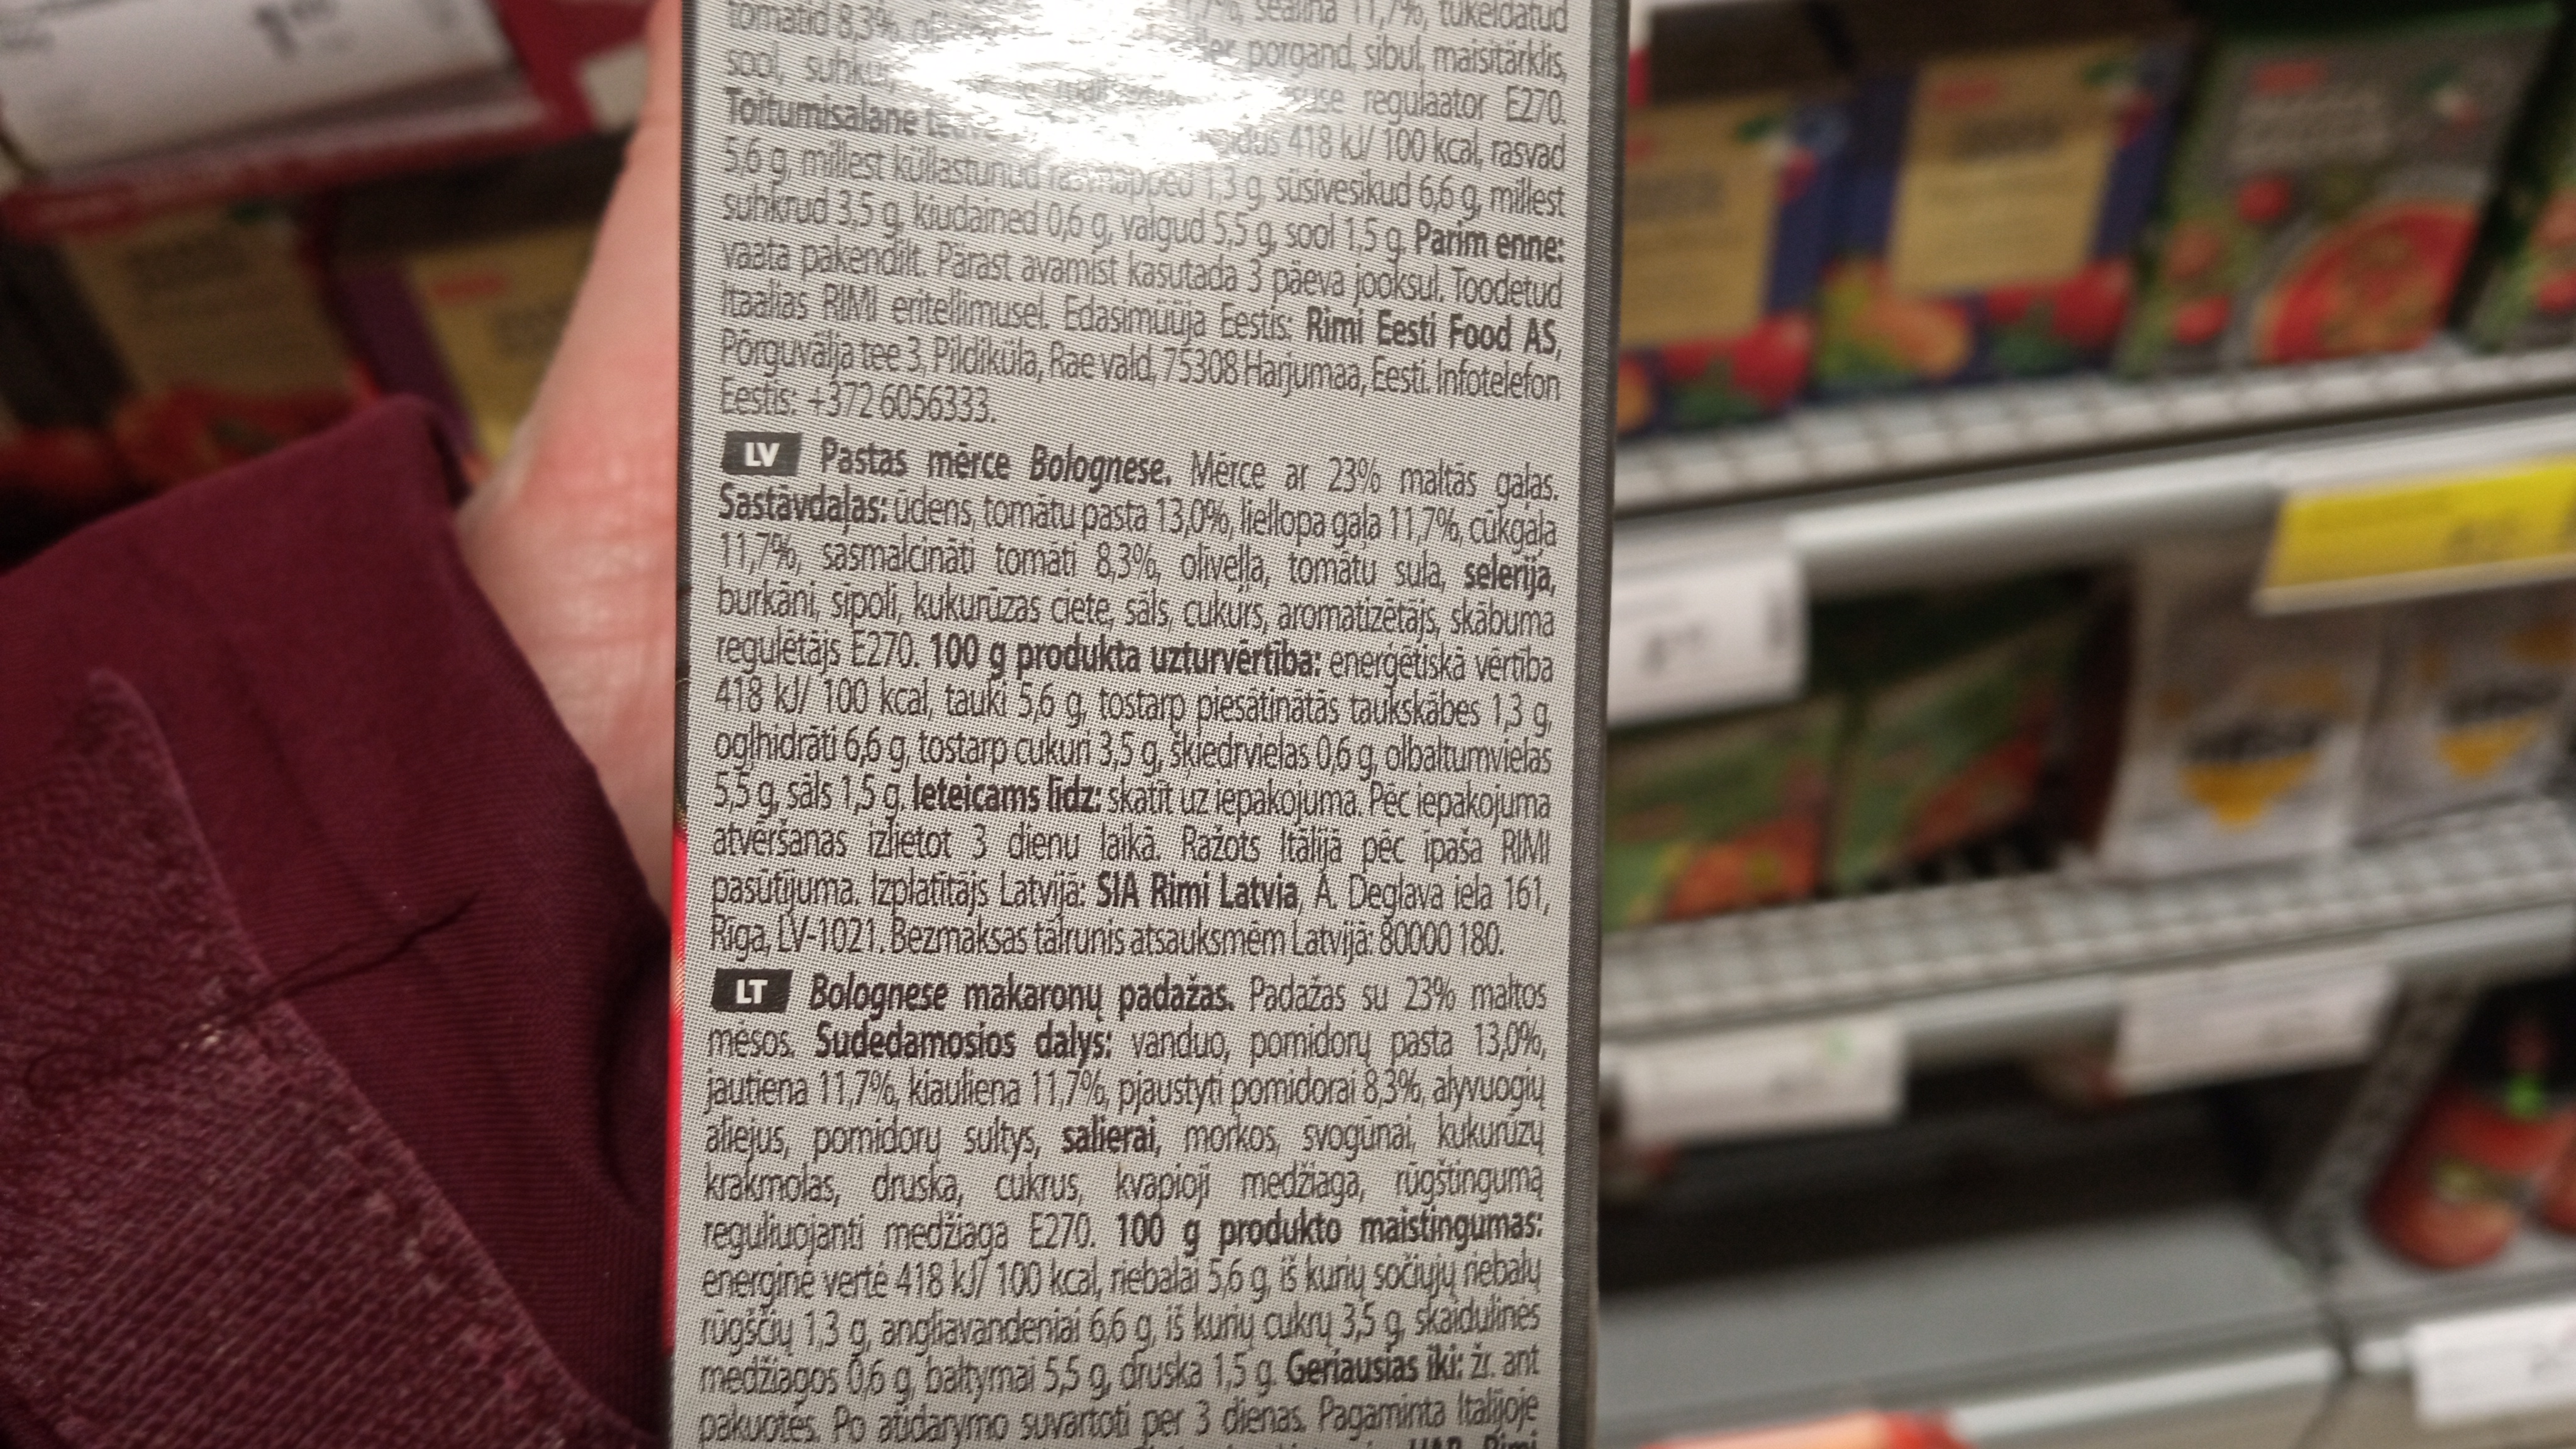 7%, sealiha 11,7%, tükeldatud
tomatid 8,3%, porgand, sibul, maisitärklis,
sool, suhkur, regulaator E270.
Toitumisalane 418 kJ/ 100 kcal, rasvad
5,6 g, millest küllastunud rasvhapped 1,3 g, süsivesikud 6,6 g, millest
suhkrud 3,5 g, kiudained 0,6 g, valgud 5,5 g, sool 1,5 g. Parim enne:
vaata pakendilt. Pärast avamist kasutada 3 päeva jooksul. Toodetud
Itaalias RIMI eritellimusel. Edasimüüja Eestis: Rimi Eesti Food AS,
Põrguvälja tee 3, Pildiküla, Rae vald, 75308 Harjumaa, Eesti. Infotelefon
Eestis: +372 6056333.
LV Pastas mērce Bolognese. Mērce ar 23% maltās gaļas.
Sastāvdaļas: ūdens, tomātu pasta 13,0%, liellopa gaļa 11,7%, cūkgaļa
11,7%, sasmalcināti tomāti 8,3%, olīveļļa, tomātu sula, selerija,
burkāni, sīpoli, kukurūzas ciete, sāls, cukurs, aromatizētājs, skābuma
regulētājs E270. 100 g produkta uzturvērtība: enerģētiskā vērtība
418 kJ/ 100 kcal, tauki 5,6 g, tostarp piesātinātās taukskābes 1,3 g,
ogļhidrāti 6,6 g, tostarp cukuri 3,5 g, šķiedrvielas 0,6 g, olbaltumvielas
5,5 g, sāls 1,5 g. Ieteicams līdz: skatīt uz iepakojuma. Pēc iepakojuma
atvēršanas izlietot 3 dienu laikā. Ražots Itālijā pēc īpaša RIMI
pasūtījuma. Izplatītājs Latvijā: SIA Rimi Latvia, A. Deglava iela 161,
Rīga, LV-1021. Bezmaksas tālrunis atsauksmēm Latvijā: 80000 180.
LT Bolognese makaronų padažas. Padažas su 23% maltos
mėsos. Sudedamosios dalys: vanduo, pomidorų pasta 13,0%,
jautiena 11,7%, kiauliena 11,7%, pjaustyti pomidorai 8,3%, alyvuogių
aliejus, pomidorų sultys, salierai, morkos, svogūnai, kukurūzų
krakmolas, druska, cukrus, kvapioji medžiaga, rūgštingumą
reguliuojanti medžiaga E270. 100 g produkto maistingumas:
energinė vertė 418 kJ/ 100 kcal, riebalai 5,6 g, iš kurių sočiųjų riebalų
rūgščių 1,3 g, angliavandeniai 6,6 g, iš kurių cukrų 3,5 g, skaidulinės
medžiagos 0,6 g, baltymai 5,5 g, druska 1,5 g. Geriausias iki: žr. ant
pakuotės. Po atidarymo suvartoti per 3 dienas. Pagaminta Italijoje
UAB Rimi